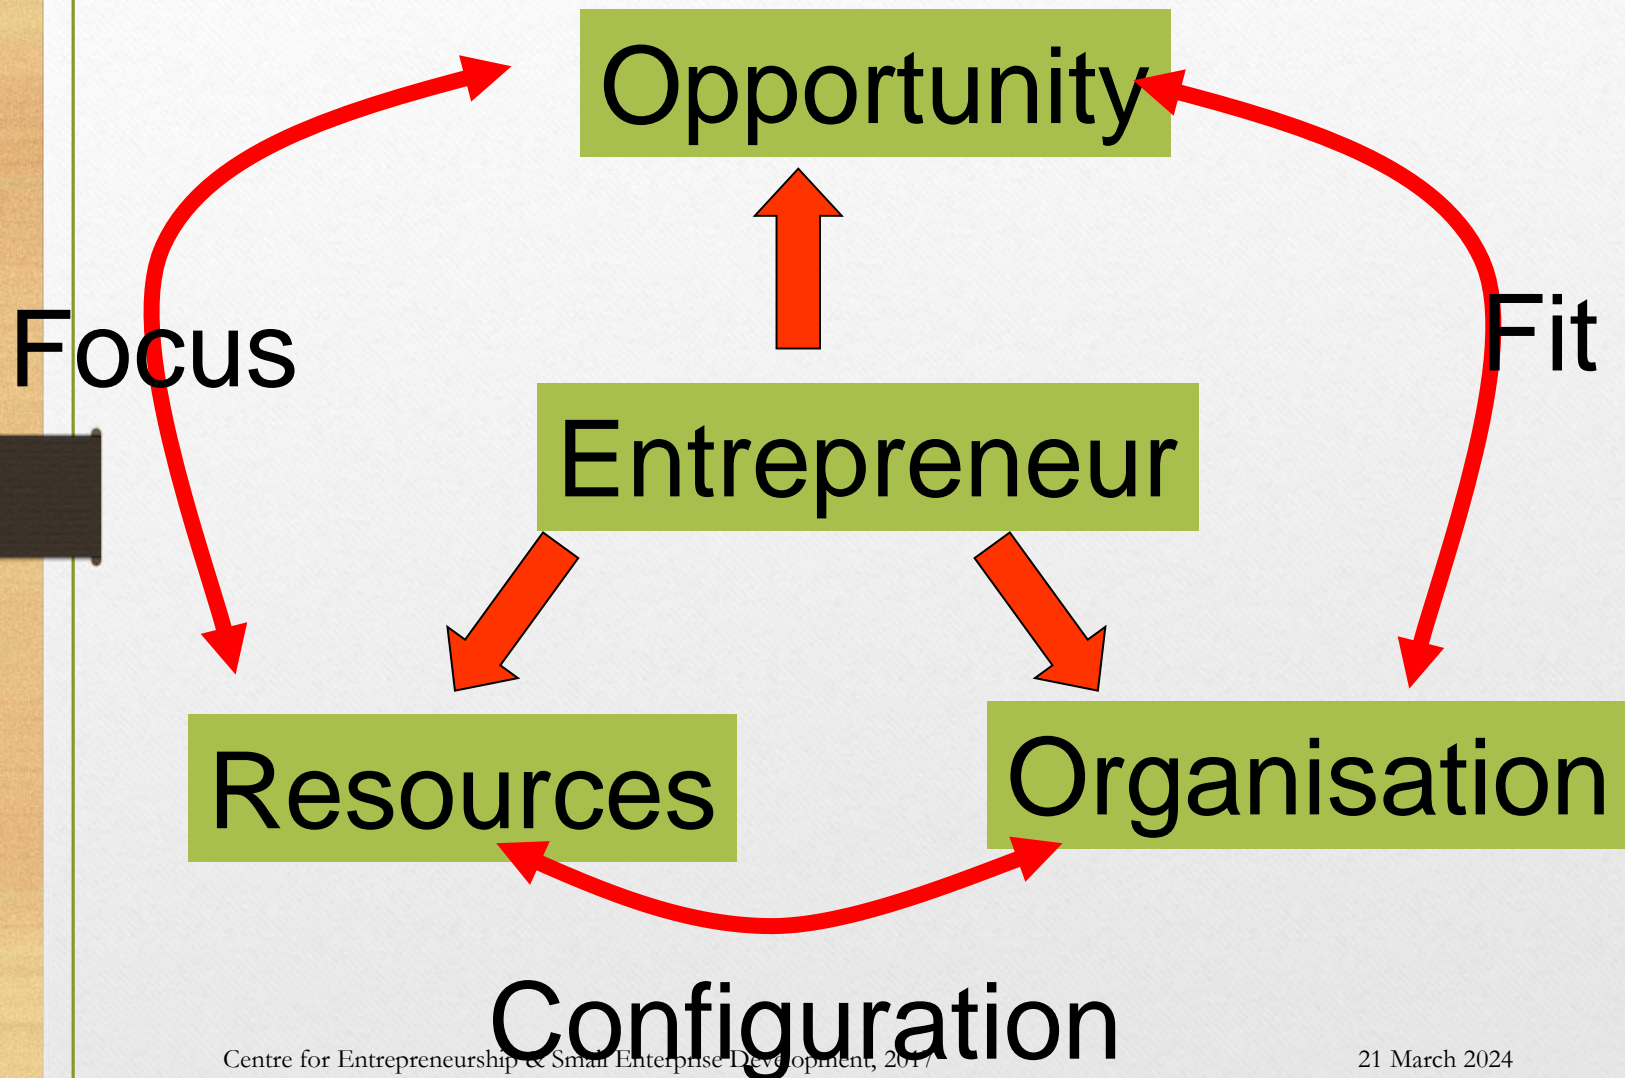 Opportunity
Focus
Fit
Entrepreneur
Resources
Organisation
Configuration
Centre for Entrepreneurship & Small Enterprise Development, 2017
21 March 2024